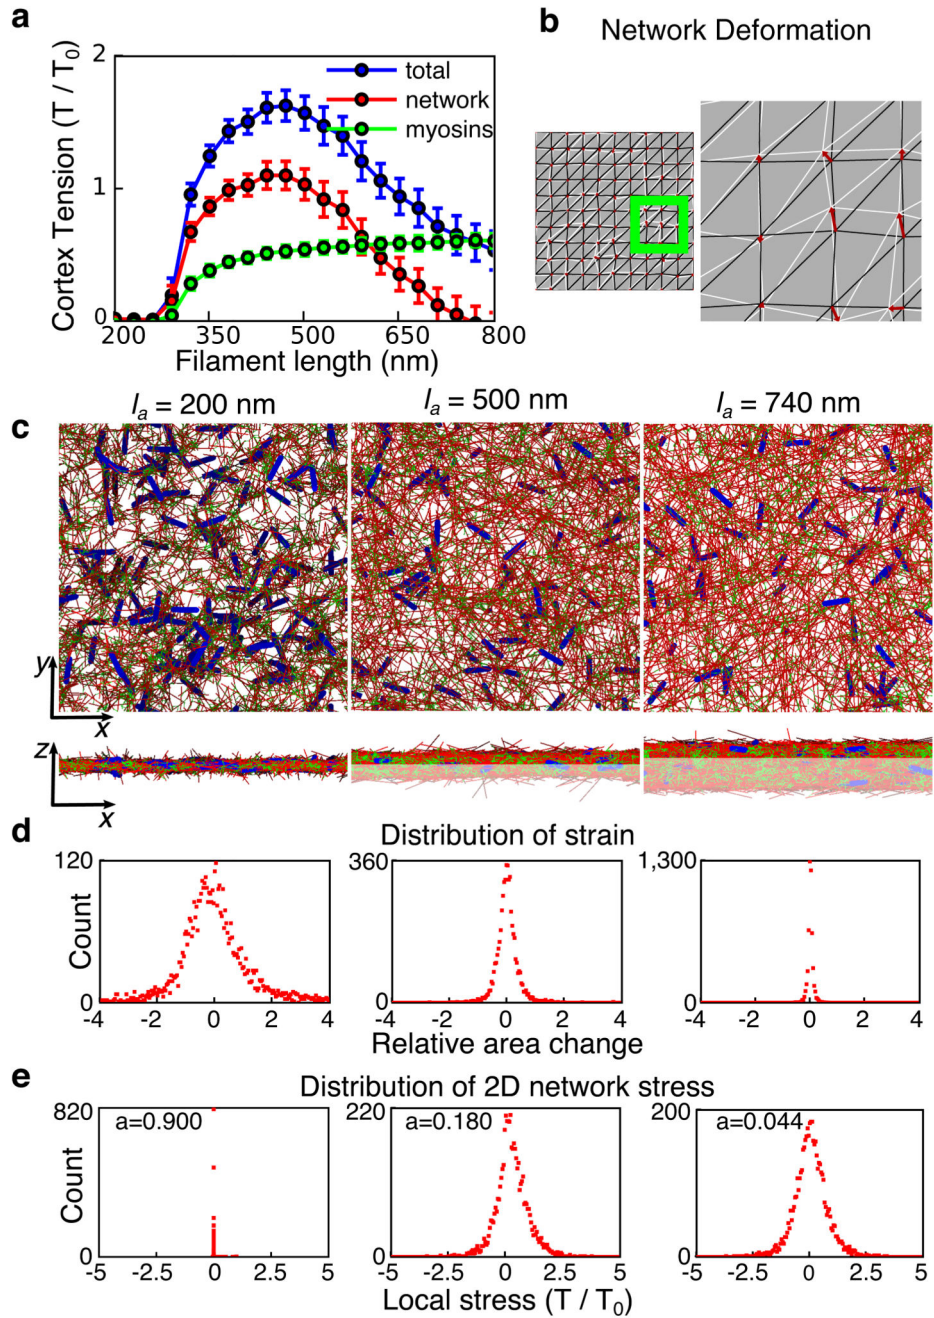 a
2
1
0
Cortex Tension (T / T0)
total
network
myosins
200 350 500 650 800
Filament length (nm)
b
Network Deformation
c
la = 200 nm
la = 500 nm
la = 740 nm
y
x
z
x
d
Distribution of strain
120
0
Count
-4 -2 0 2 4
360
0
-4 -2 0 2 4
1,300
0
-4 -2 0 2 4
Relative area change
e
Distribution of 2D network stress
820
0
Count
a=0.900
-5 -2.5 0 2.5 5
220
0
a=0.180
-5 -2.5 0 2.5 5
200
0
a=0.044
-5 -2.5 0 2.5 5
Local stress (T / T0)